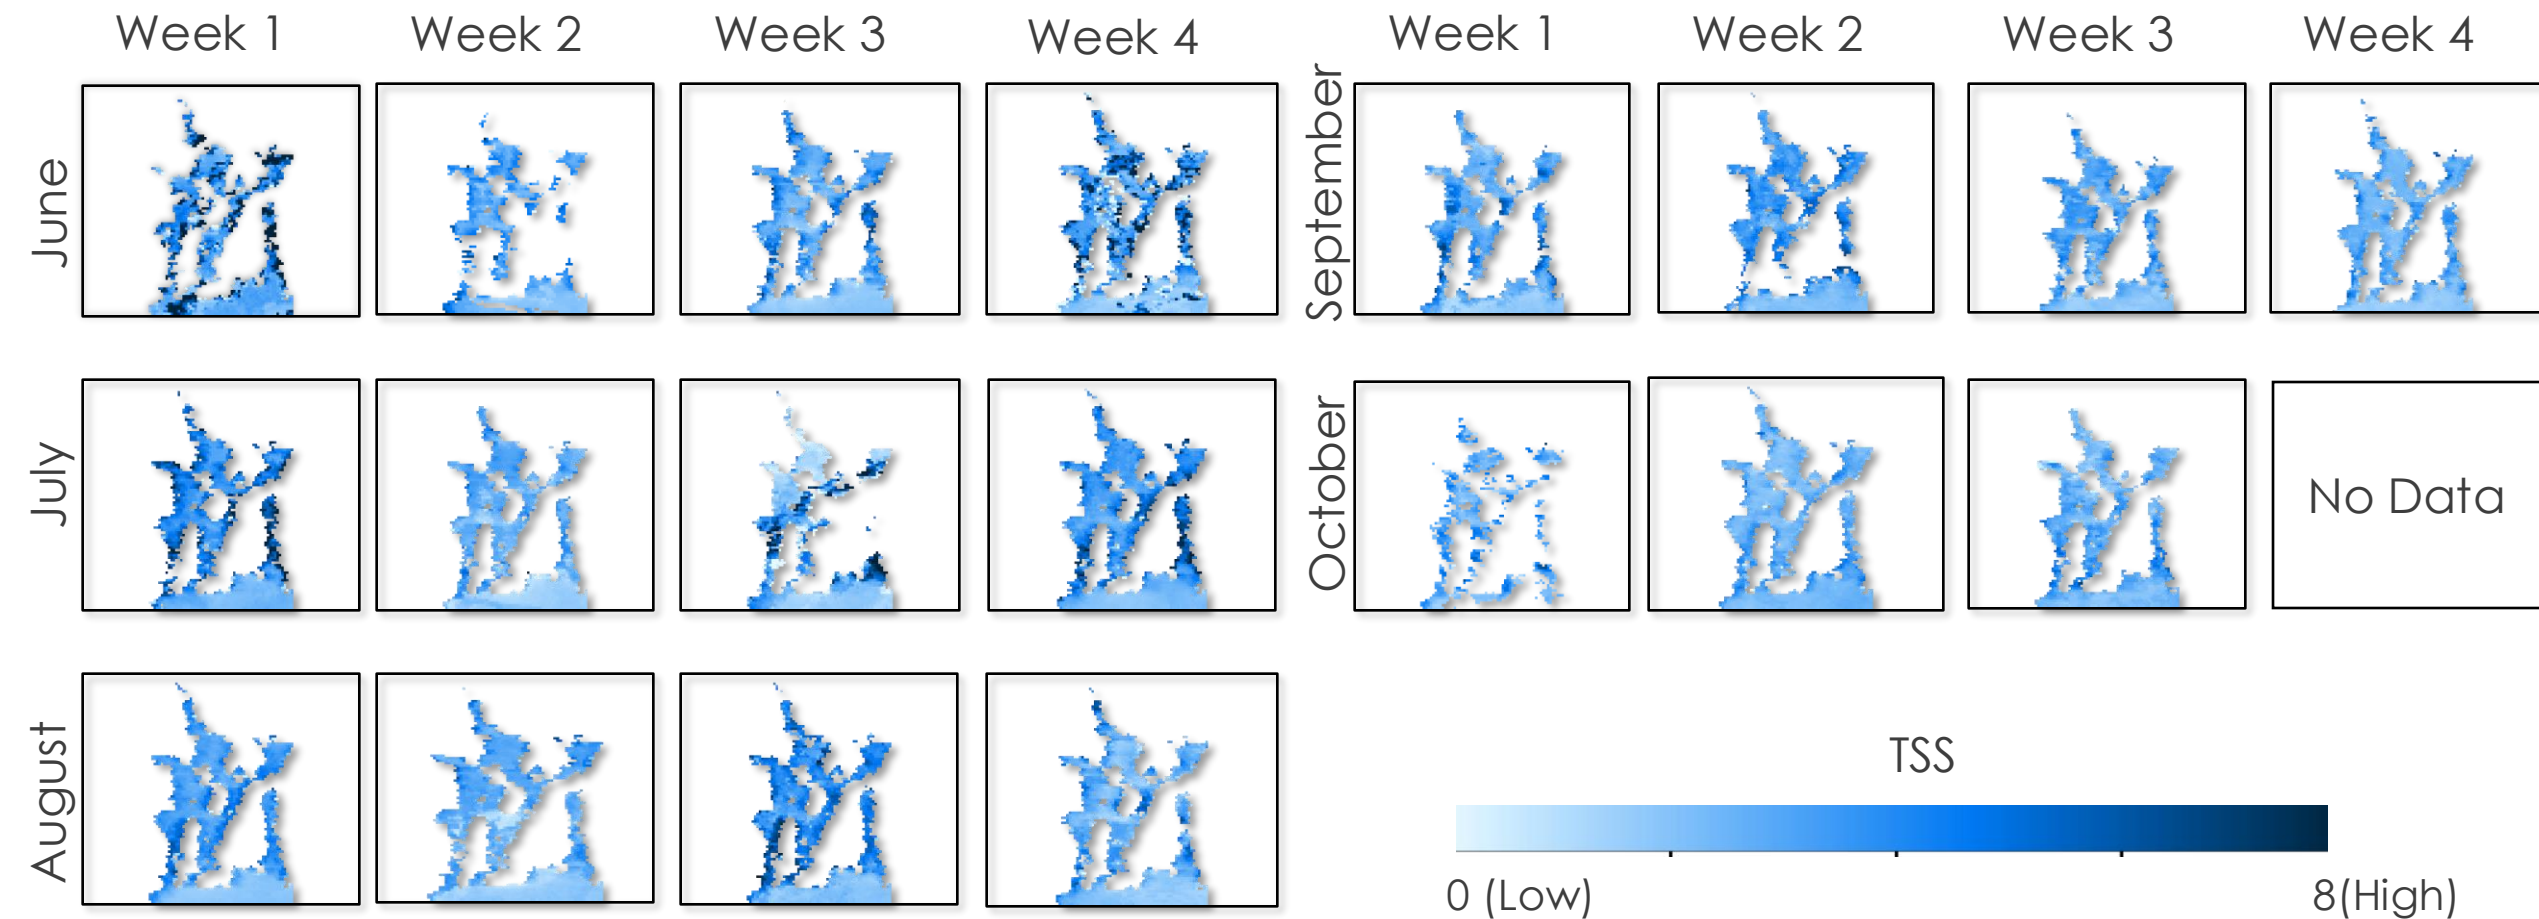 Week 1
Week 2
Week 3
Week 4
Week 1
Week 2
Week 3
Week 4
June
September
July
October
No Data
August
TSS
0 (Low)
8(High)